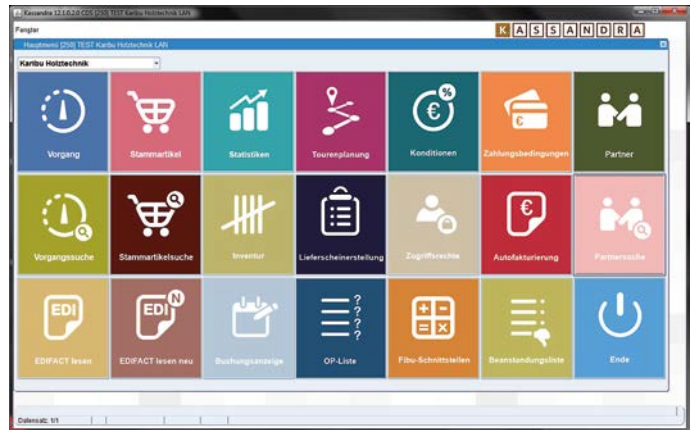 Kassandra 12.1.0.2.0 CDS [250] TEST Karibu Holztechnik LAN
Fenster
KASSANDRA
Hauptmenü [250] TEST Karibu Holztechnik LAN
Karibu Holztechnik
Vorgang
Stammartikel
Statistiken
Tourenplanung
Konditionen
Zahlungsbedingungen
Partner
Vorgangssuche
Stammartikelsuche
Inventur
Lieferscheinerstellung
Zugriffsrechte
Autofakturierung
Partnersuche
EDI
EDIFACT lesen
EDI N
EDIFACT lesen neu
Buchungsanzeige
OP-Liste
Fibu-Schnittstellen
Beanstandungsliste
Ende
Datensatz: 1/1